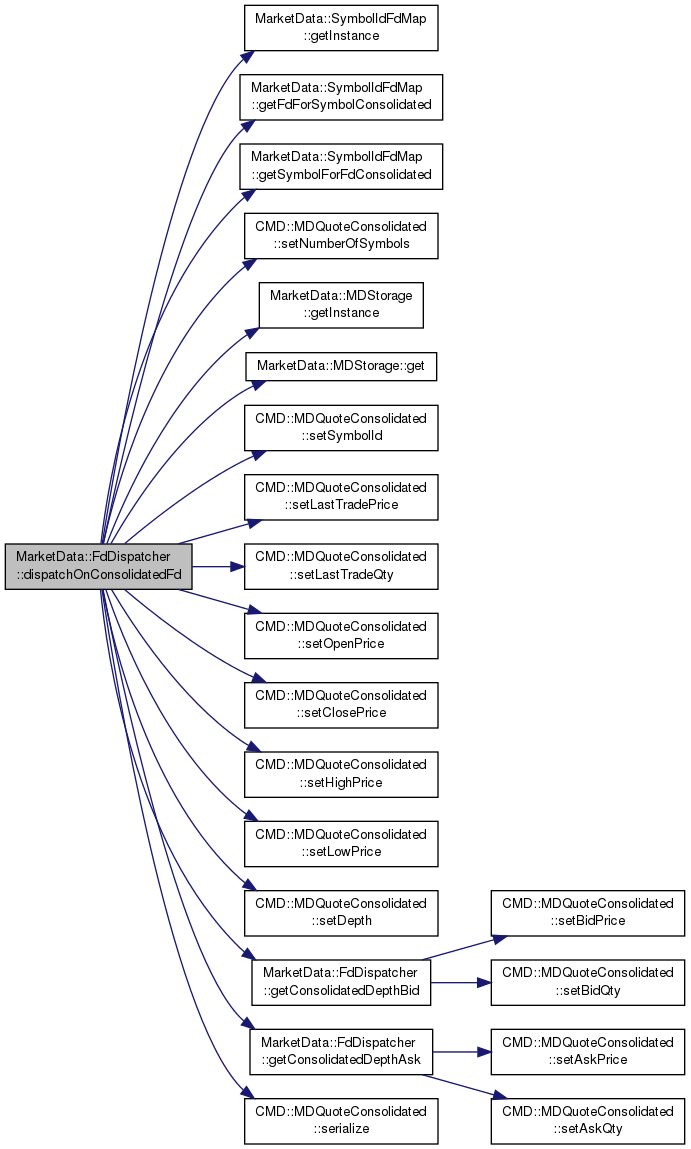 MarketData::SymbolIdFdMap
::getInstance
MarketData::SymbolIdFdMap
::getFdForSymbolConsolidated
MarketData::SymbolIdFdMap
::getSymbolForFdConsolidated
CMD::MDQuoteConsolidated
::setNumberOfSymbols
MarketData::MDStorage
::getInstance
MarketData::MDStorage::get
CMD::MDQuoteConsolidated
::setSymbolId
CMD::MDQuoteConsolidated
::setLastTradePrice
MarketData::FdDispatcher
::dispatchOnConsolidatedFd
CMD::MDQuoteConsolidated
::setLastTradeQty
CMD::MDQuoteConsolidated
::setOpenPrice
CMD::MDQuoteConsolidated
::setClosePrice
CMD::MDQuoteConsolidated
::setHighPrice
CMD::MDQuoteConsolidated
::setLowPrice
CMD::MDQuoteConsolidated
::setDepth
CMD::MDQuoteConsolidated
::setBidPrice
MarketData::FdDispatcher
::getConsolidatedDepthBid
CMD::MDQuoteConsolidated
::setBidQty
MarketData::FdDispatcher
::getConsolidatedDepthAsk
CMD::MDQuoteConsolidated
::setAskPrice
CMD::MDQuoteConsolidated
::serialize
CMD::MDQuoteConsolidated
::setAskQty